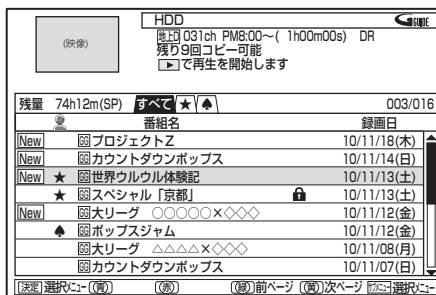 HDD
GGUIDE
(映像)
地上D 031ch PM8:00～( 1h00m00s) DR
残り9回コピー可能
▶で再生を開始します
残量 74h12m(SP) すべて ★ ♠ 003/016
番組名 録画日
New GG プロジェクトZ 10/11/18(木)
New GG カウントダウンポップス 10/11/14(日)
New ★ GG 世界ウルウル体験記 10/11/13(土)
★ GG スペシャル「京都」 10/11/13(土)
New GG 大リーグ ○○○○○×◇◇◇ 10/11/12(金)
♠ GG ポップスジャム 10/11/12(金)
GG 大リーグ △△△△×◇◇◇ 10/11/08(月)
GG カウントダウンポップス 10/11/07(日)
決定 選択メニュー (青) (赤) (緑)前ページ (黄)次ページ サブメニュー 選択メニュー